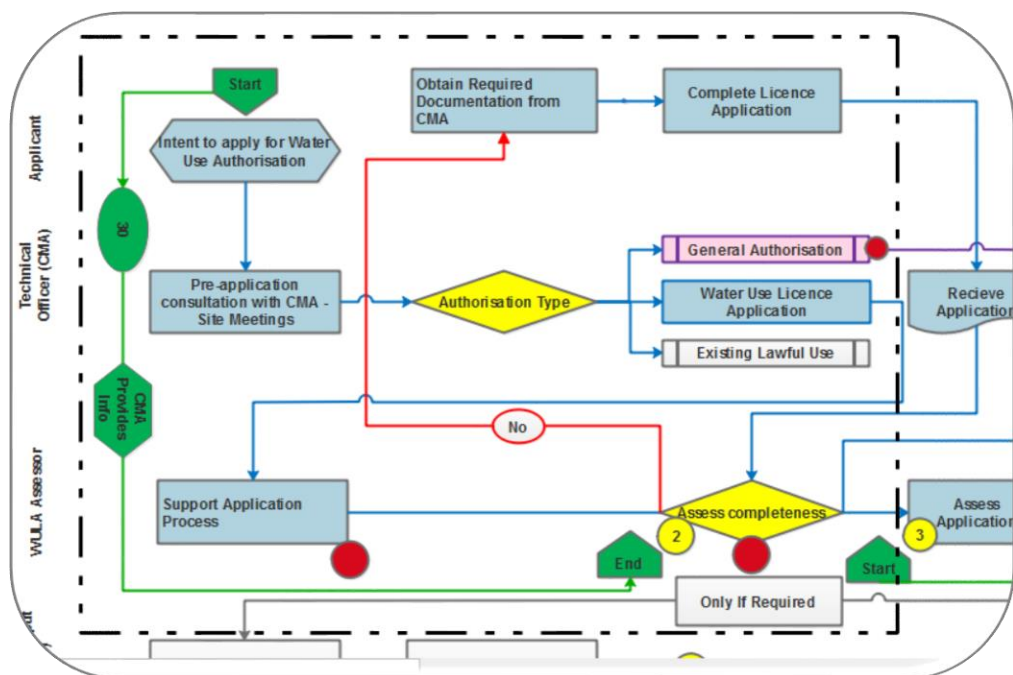 Start
Obtain Required
Documentation from
CMA
Complete Licence
Application
Applicant
Intent to apply for Water
Use Authorisation
30
Technical
Officer (CMA)
General Authorisation
Pre-application
consultation with CMA -
Site Meetings
Authorisation Type
Water Use Licence
Application
Recieve
Application
Existing Lawful Use
CMA
Provides
Info
No
WULA Assessor
Support Application
Process
Assess completeness
2
Assess
Application
3
End
Start
Only If Required